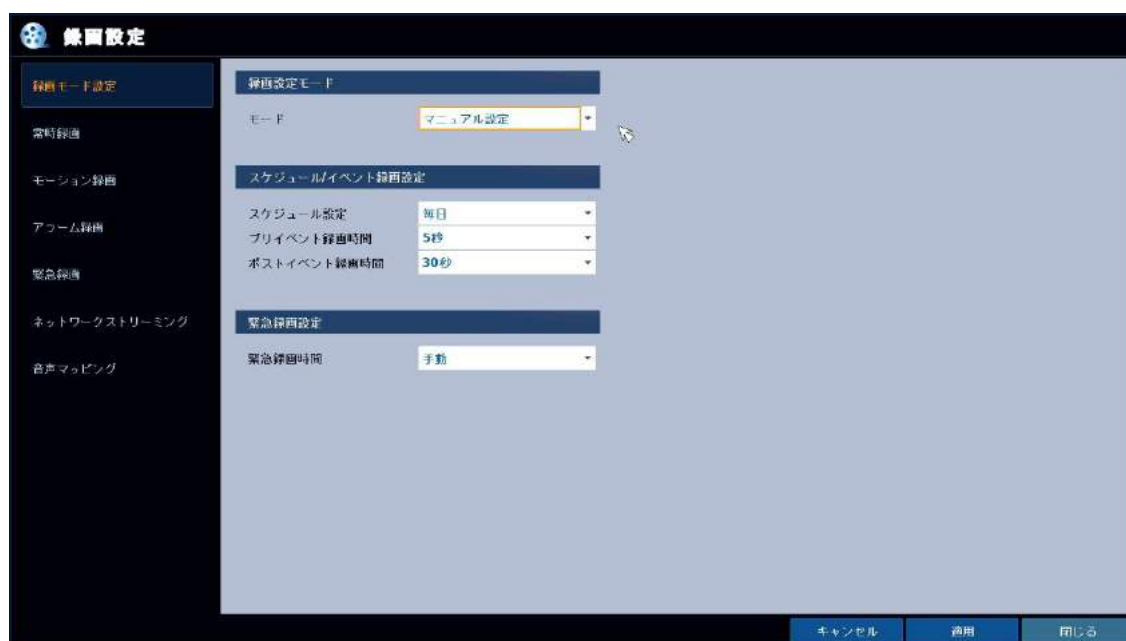 録画設定
録画モード設定
常時録画
モーション録画
アラーム録画
緊急録画
ネットワークストリーミング
音声マッピング
録画設定モード
モード マニュアル設定
スケジュール/イベント録画設定
スケジュール設定 毎日
プリイベント録画時間 5秒
ポストイベント録画時間 30秒
緊急録画設定
緊急録画時間 手動
キャンセル 適用 閉じる